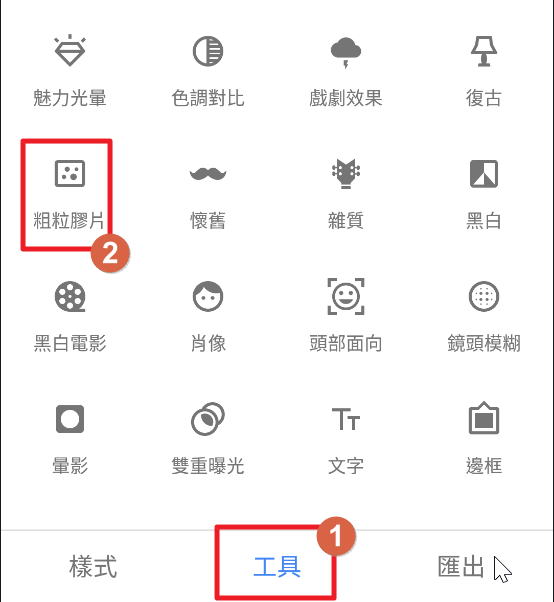 魅力光暈 色調對比 戲劇效果 復古
粗粒膠片 懷舊 雜質 黑白
2
黑白電影 肖像 頭部面向 鏡頭模糊
暈影 雙重曝光 文字 邊框
1
樣式 工具 匯出